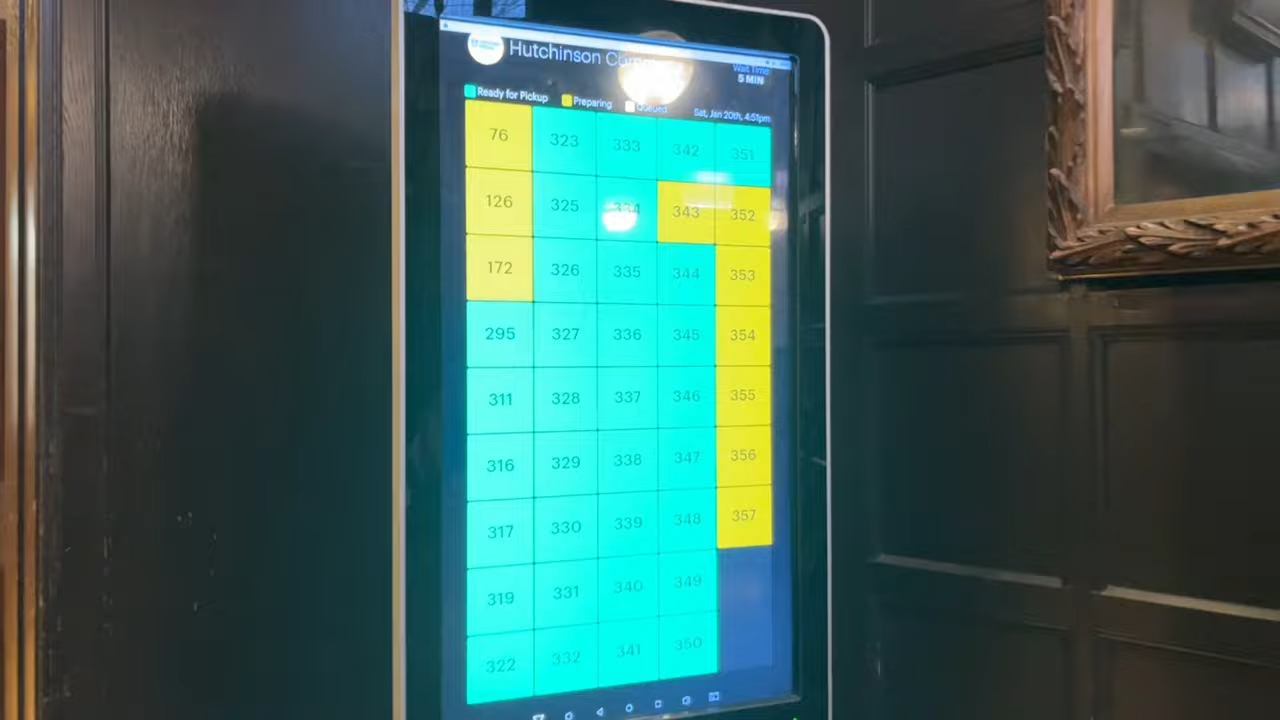 Hutchinson
Wait Time
5 MIN
Ready for Pickup Preparing Queued
Sat, Jan 20th, 4:51pm
76 323 333 342 351
126 325 334 343 352
172 326 335 344 353
295 327 336 345 354
311 328 337 346 355
316 329 338 347 356
317 330 339 348 357
319 331 340 349
322 332 341 350